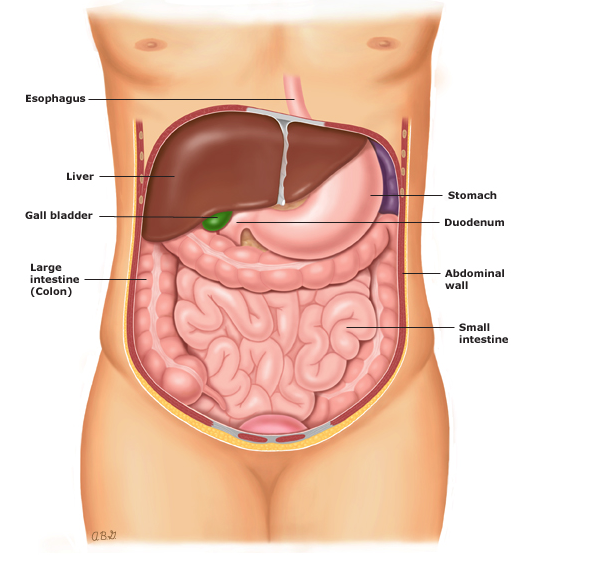 Esophagus
Liver
Gall bladder
Large
intestine
(Colon)
Stomach
Duodenum
Abdominal
wall
Small
intestine